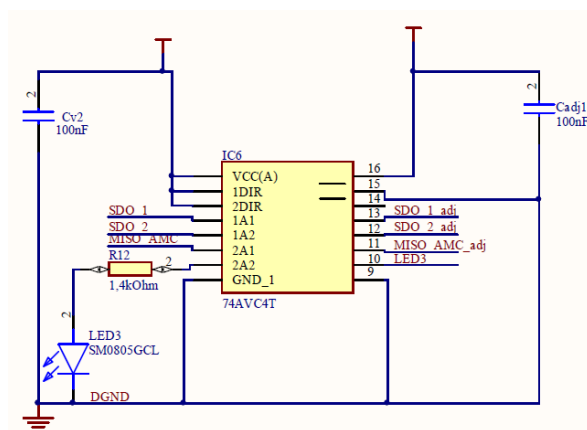 2
Cv2
100nF
2
Cadj1
100nF
IC6
VCC(A)
1DIR
2DIR
1A1
1A2
2A1
2A2
GND_1
16
15
14
13
12
11
10
9
SDO_1
SDO_2
MISO_AMC
SDO_1_adj
SDO_2_adj
MISO_AMC_adj
LED3
R12
2
1,4kOhm
74AVC4T
2
LED3
SM0805GCL
DGND